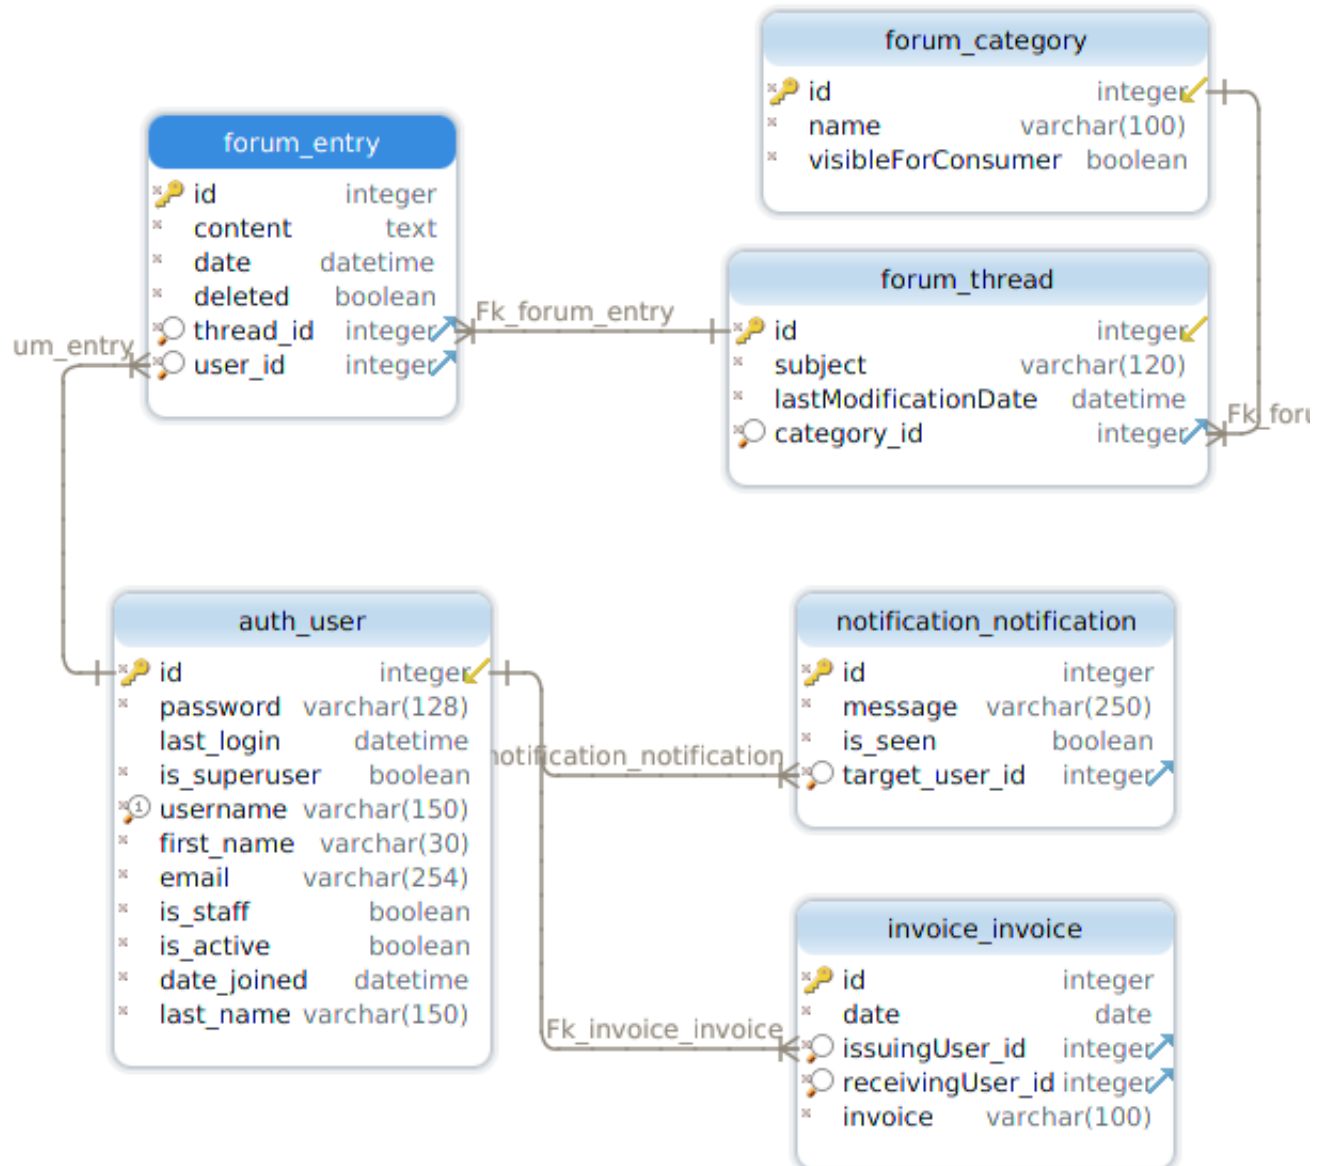 forum_category
id integer
name varchar(100)
visibleForConsumer boolean
forum_entry
id integer
content text
date datetime
deleted boolean
thread_id integer
user_id integer
Fk_forum_entry
um_entry
forum_thread
id integer
subject varchar(120)
lastModificationDate datetime
category_id integer
Fk_foru
auth_user
id integer
password varchar(128)
last_login datetime
is_superuser boolean
1
username varchar(150)
first_name varchar(30)
email varchar(254)
is_staff boolean
is_active boolean
date_joined datetime
last_name varchar(150)
notification_notification
notification_notification
id integer
message varchar(250)
is_seen boolean
target_user_id integer
Fk_invoice_invoice
invoice_invoice
id integer
date date
issuingUser_id integer
receivingUser_id integer
invoice varchar(100)